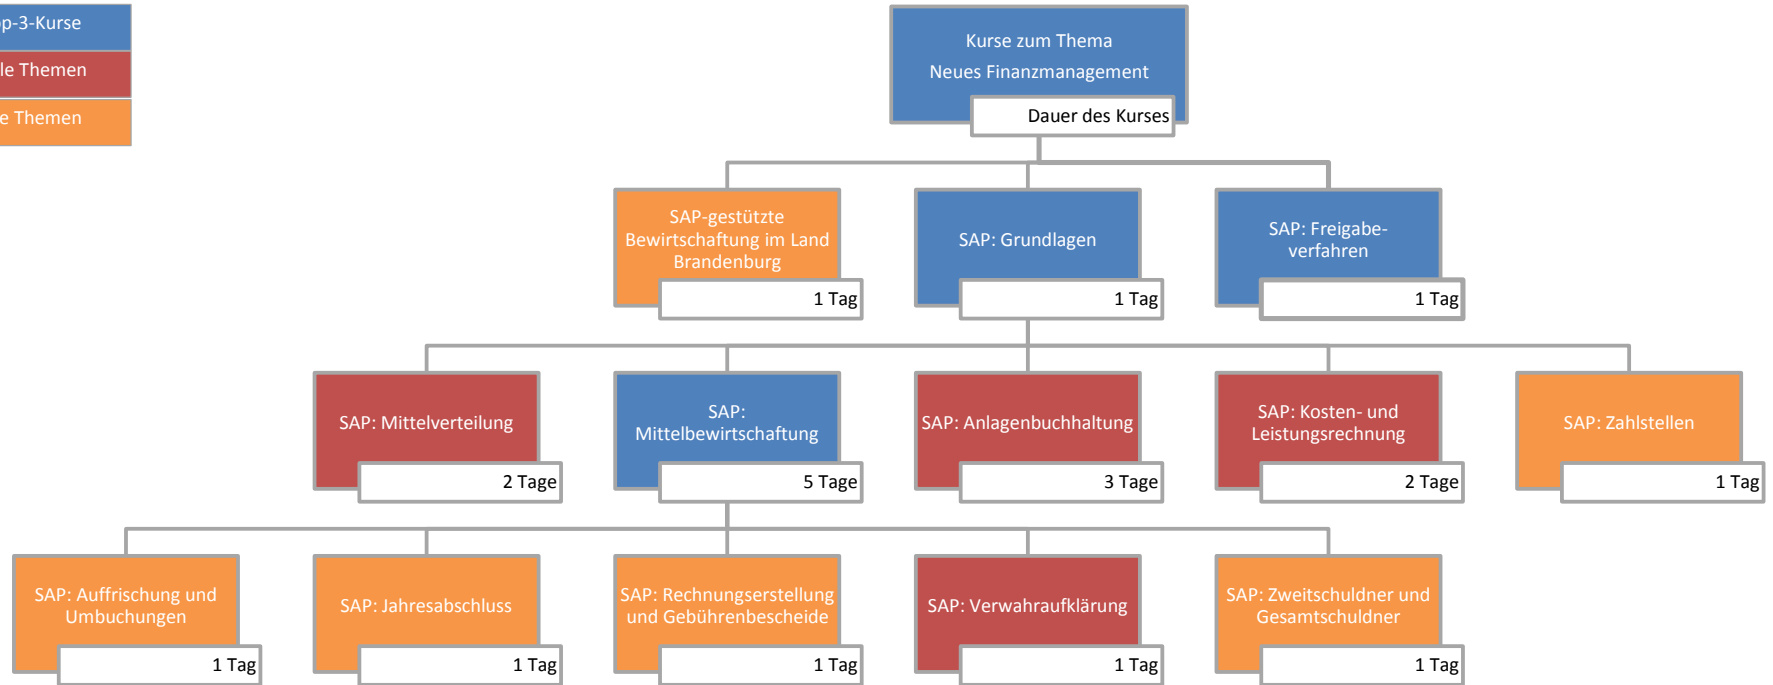 Kurse
Themen
Themen
Kurse zum Thema
Neues Finanzmanagement
Dauer des Kurses
SAP-gestützte
Bewirtschaftung im Land
Brandenburg
1 Tag
SAP: Grundlagen
1 Tag
SAP: Freigabe-
verfahren
1 Tag
SAP: Mittelverteilung
2 Tage
SAP:
Mittelbewirtschaftung
5 Tage
SAP: Anlagenbuchhaltung
3 Tage
SAP: Kosten- und
Leistungsrechnung
2 Tage
SAP: Zahlstellen
1 Tag
SAP: Auffrischung und
Umbuchungen
1 Tag
SAP: Jahresabschluss
1 Tag
SAP: Rechnungserstellung
und Gebührenbescheide
1 Tag
SAP: Verwahraufklärung
1 Tag
SAP: Zweitschuldner und
Gesamtschuldner
1 Tag